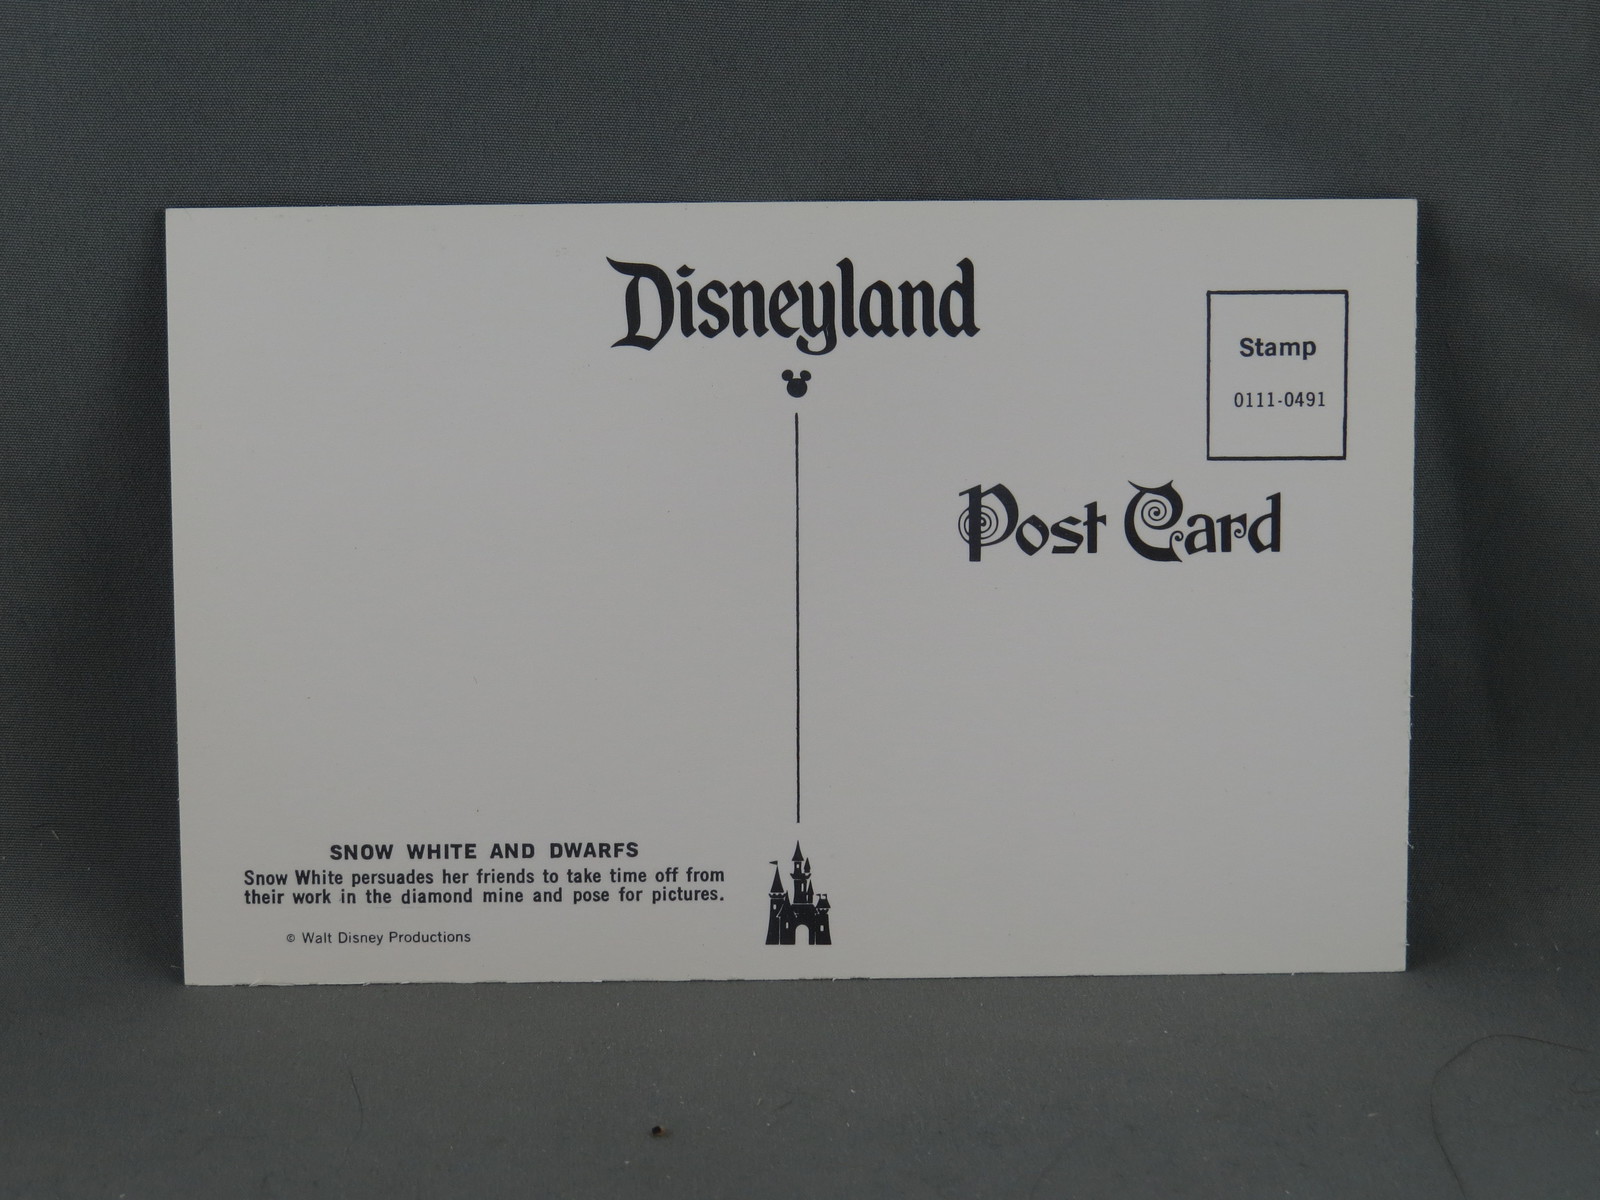 Disneyland
Stamp
0111-0491
Post Card
SNOW WHITE AND DWARFS
Snow White persuades her friends to take time off from
their work in the diamond mine and pose for pictures.
© Walt Disney Productions